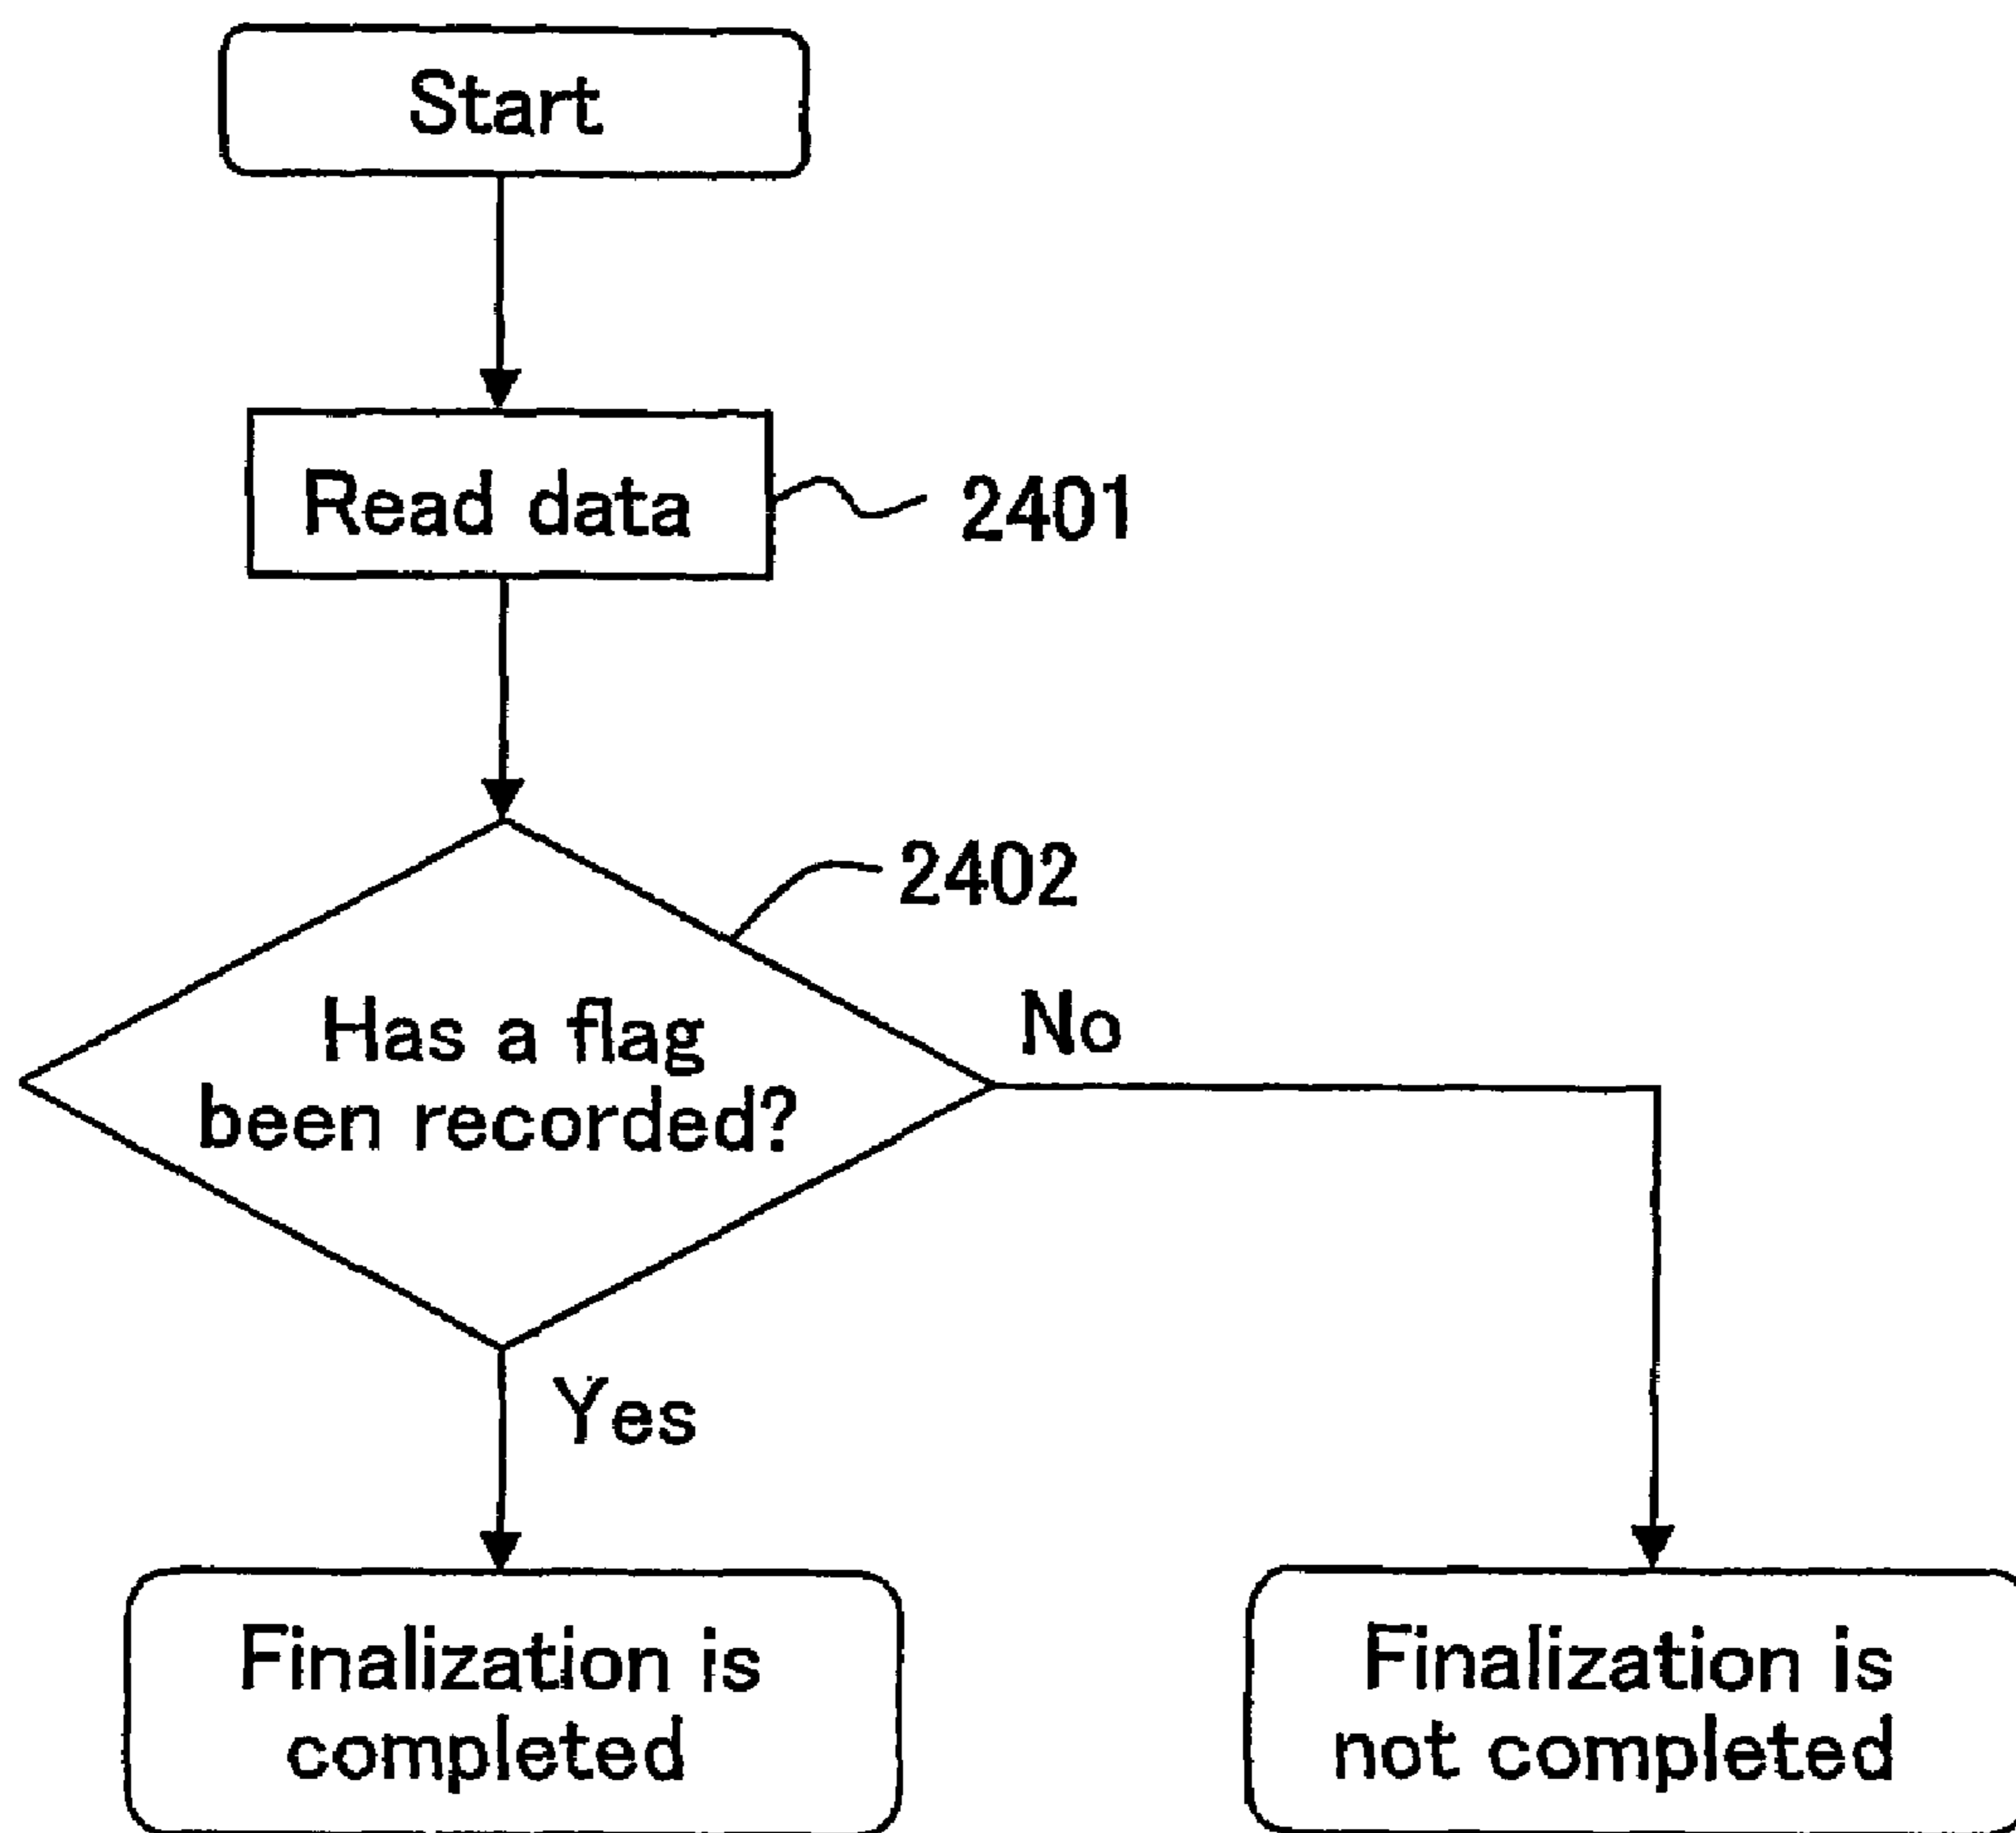 Start
Read data
2401
2402
Has a flag
been recorded?
No
Yes
Finalization is
completed
Finalization is
not completed